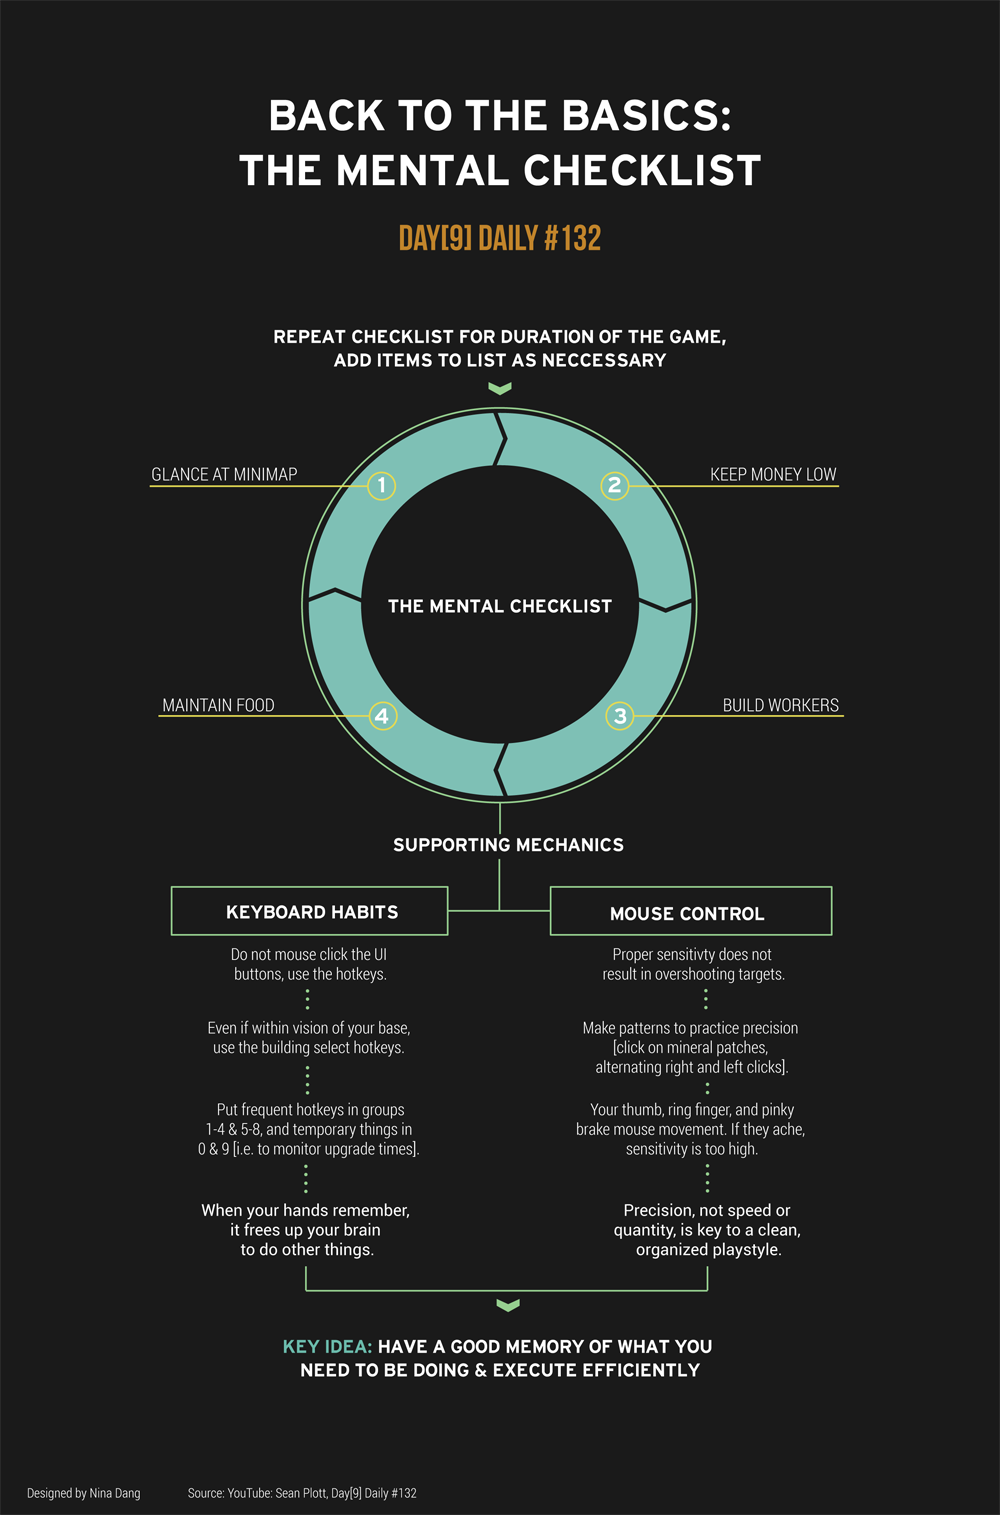 BACK TO THE BASICS:
THE MENTAL CHECKLIST
DAY[9] DAILY #132
REPEAT CHECKLIST FOR DURATION OF THE GAME,
ADD ITEMS TO LIST AS NECCESSARY
GLANCE AT MINIMAP
1
2
KEEP MONEY LOW
THE MENTAL CHECKLIST
MAINTAIN FOOD
4
3
BUILD WORKERS
SUPPORTING MECHANICS
KEYBOARD HABITS
Do not mouse click the UI
buttons, use the hotkeys.
Even if within vision of your base,
use the building select hotkeys.
Put frequent hotkeys in groups
1-4 & 5-8, and temporary things in
0 & 9 [i.e. to monitor upgrade times].
When your hands remember,
it frees up your brain
to do other things.
MOUSE CONTROL
Proper sensitivty does not
result in overshooting targets.
Make patterns to practice precision
[click on mineral patches,
alternating right and left clicks].
Your thumb, ring finger, and pinky
brake mouse movement. If they ache,
sensitivity is too high.
Precision, not speed or
quantity, is key to a clean,
organized playstyle.
KEY IDEA: HAVE A GOOD MEMORY OF WHAT YOU
NEED TO BE DOING & EXECUTE EFFICIENTLY
Designed by Nina Dang
Source: YouTube: Sean Plott, Day[9] Daily #132